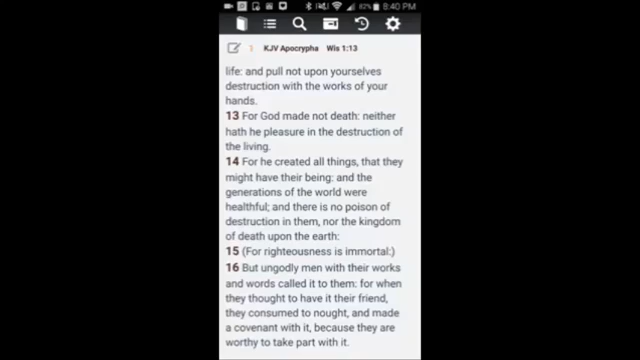 82% 8:40 PM
1 KJV Apocrypha Wis 1:13
life: and pull not upon yourselves
destruction with the works of your
hands.
13 For God made not death: neither
hath he pleasure in the destruction of
the living.
14 For he created all things, that they
might have their being: and the
generations of the world were
healthful; and there is no poison of
destruction in them, nor the kingdom
of death upon the earth:
15 (For righteousness is immortal:)
16 But ungodly men with their works
and words called it to them: for when
they thought to have it their friend,
they consumed to nought, and made
a covenant with it, because they are
worthy to take part with it.